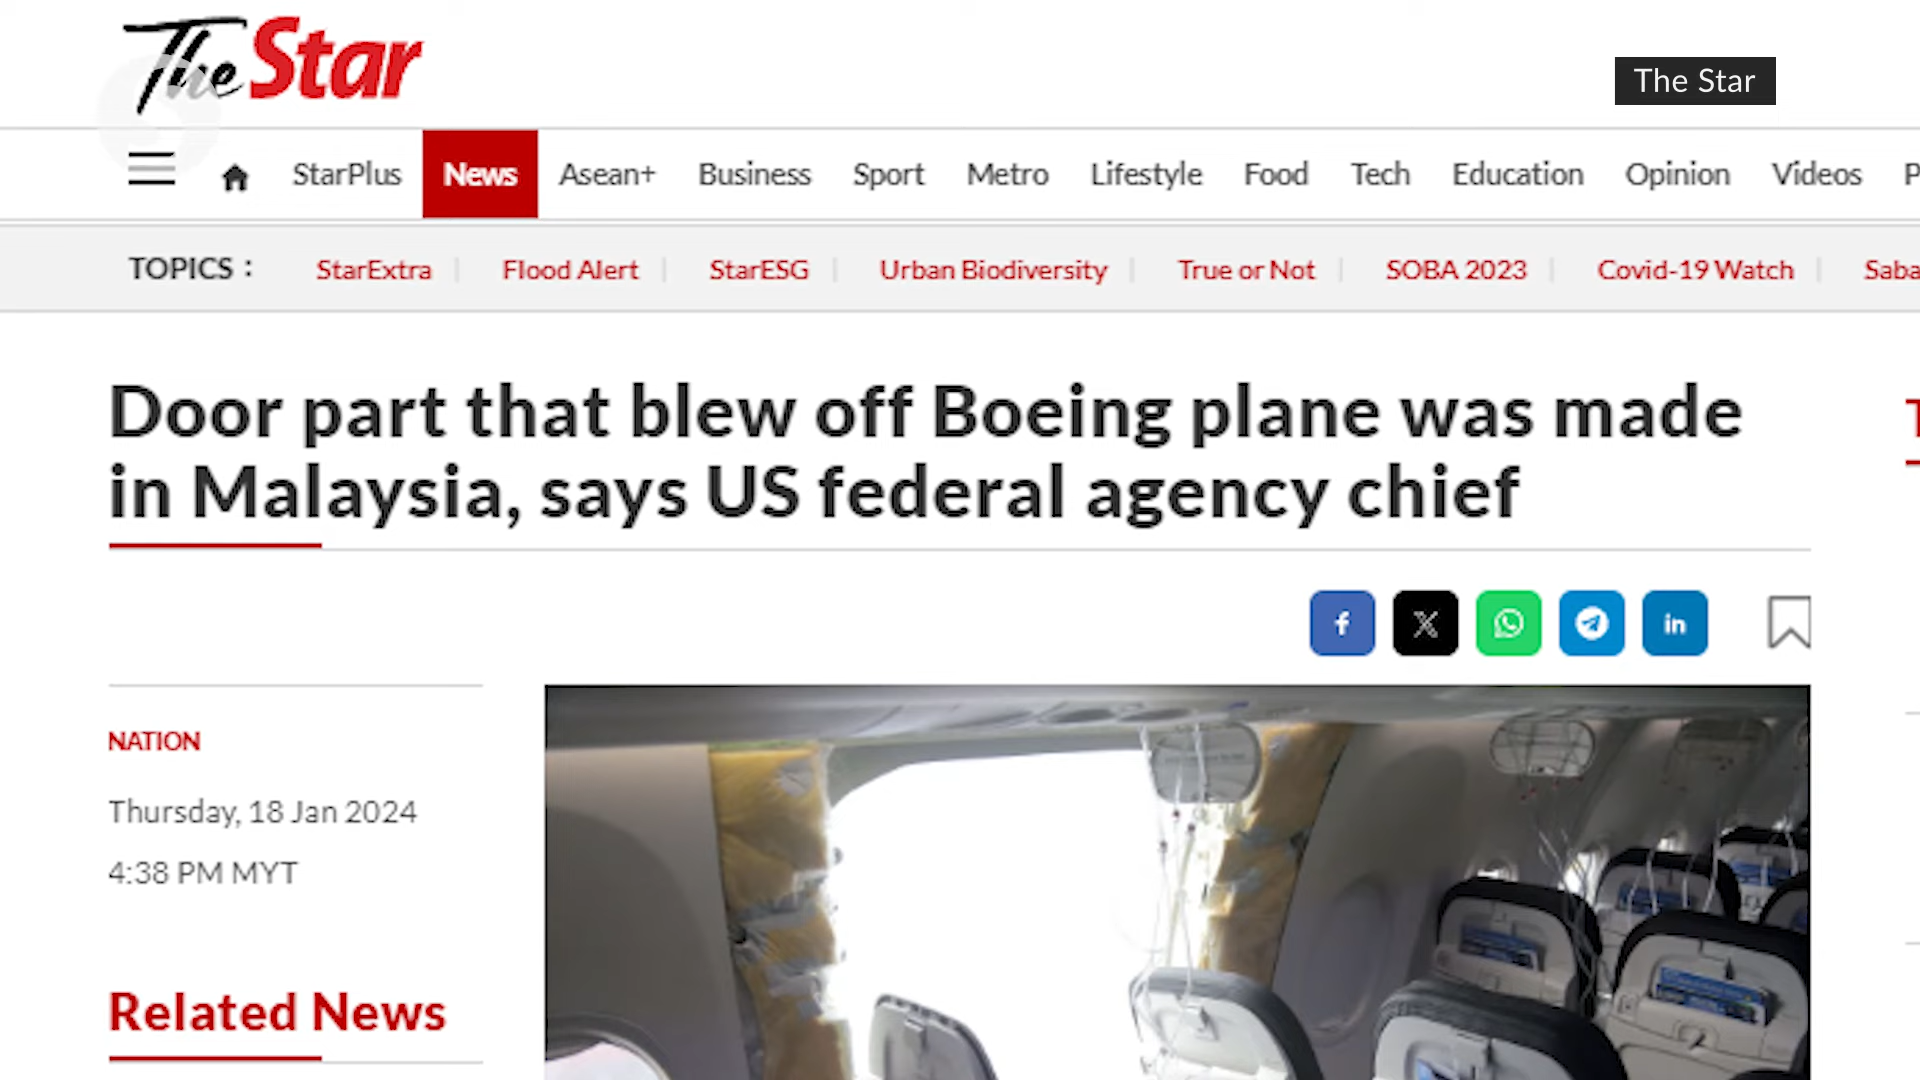 The Star
The Star
StarPlus News Asean+ Business Sport Metro Lifestyle Food Tech Education Opinion Videos P
TOPICS : StarExtra Flood Alert StarESG Urban Biodiversity True or Not SOBA 2023 Covid-19 Watch Saba
Door part that blew off Boeing plane was made
in Malaysia, says US federal agency chief
NATION
Thursday, 18 Jan 2024
4:38 PM MYT
Related News